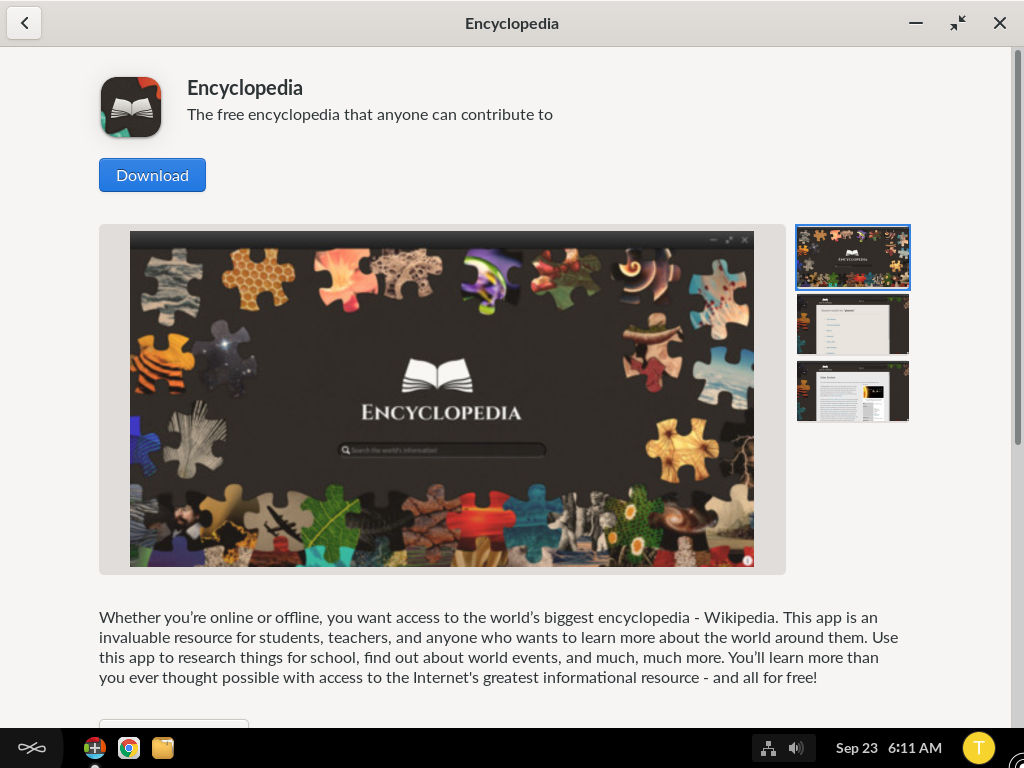 Encyclopedia
Encyclopedia
The free encyclopedia that anyone can contribute to
Download
ENCYCLOPEDIA
Search the world's information!
ENCYCLOPEDIA
Whether you’re online or offline, you want access to the world’s biggest encyclopedia - Wikipedia. This app is an
invaluable resource for students, teachers, and anyone who wants to learn more about the world around them. Use
this app to research things for school, find out about world events, and much, much more. You’ll learn more than
you ever thought possible with access to the Internet's greatest informational resource - and all for free!
Sep 23 6:11 AM
T